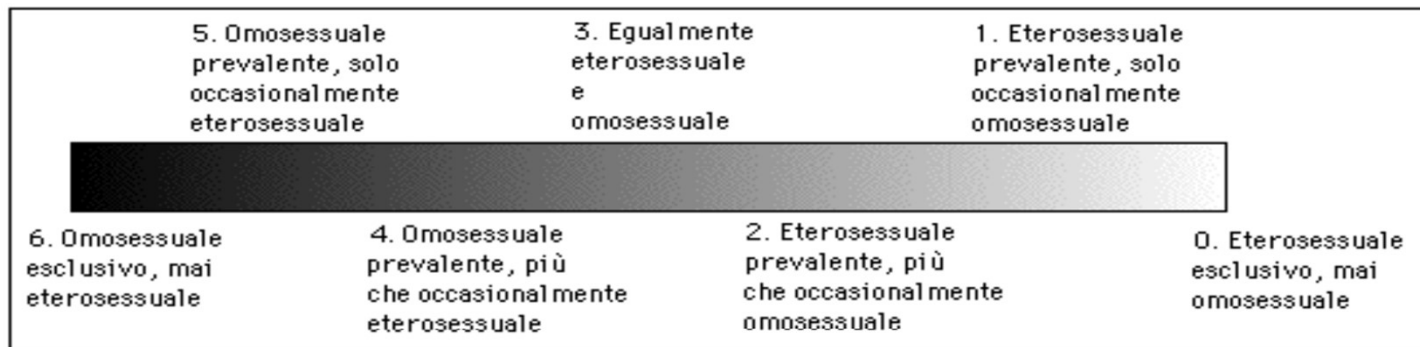 5. Omosessuale
prevalente, solo
occasionalmente
eterosessuale
3. Egualmente
eterosessuale
e
omosessuale
1. Eterosessuale
prevalente, solo
occasionalmente
omosessuale
6. Omosessuale
esclusivo, mai
eterosessuale
4. Omosessuale
prevalente, più
che occasionalmente
eterosessuale
2. Eterosessuale
prevalente, più
che occasionalmente
omosessuale
0. Eterosessuale
esclusivo, mai
omosessuale